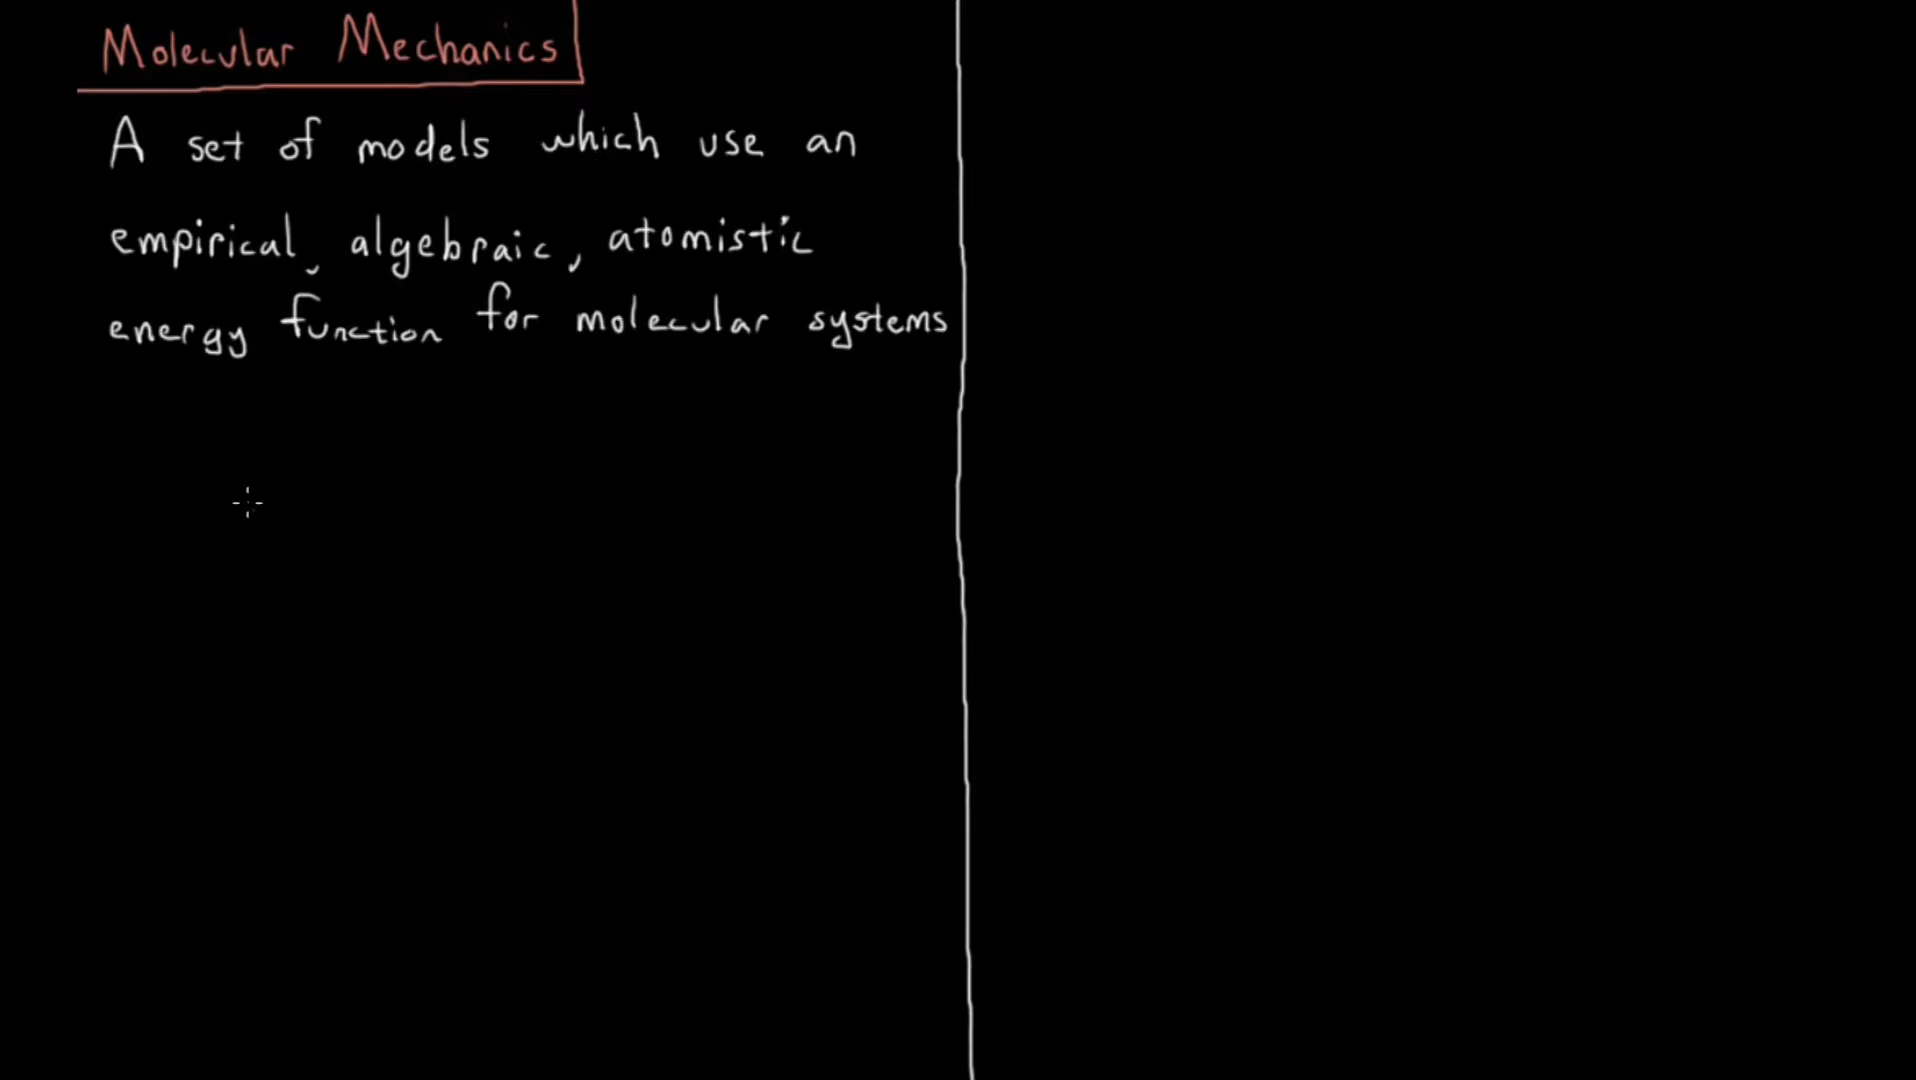 Molecular Mechanics
A set of models which use an
empirical, algebraic, atomistic
energy function for molecular systems